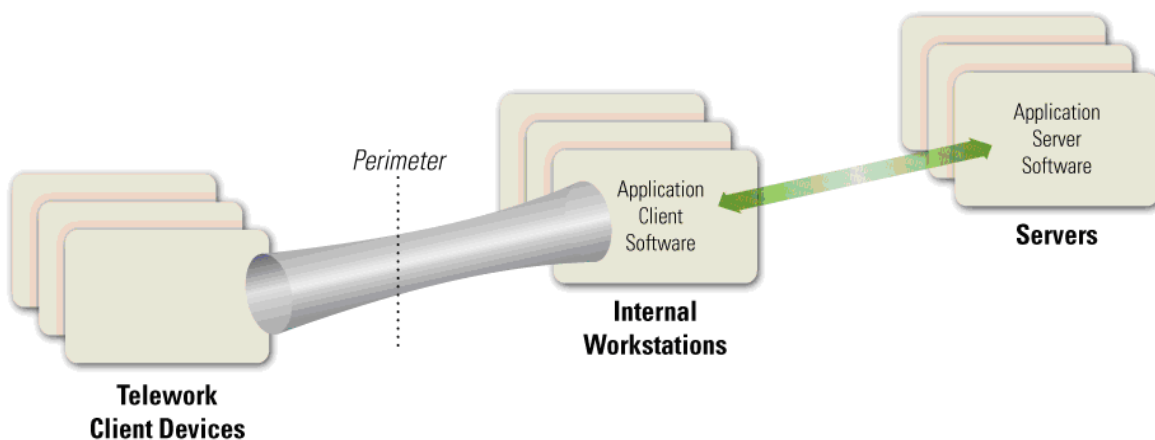 Perimeter
Telework
Client Devices
Application
Client
Software
Internal
Workstations
Application
Server
Software
Servers